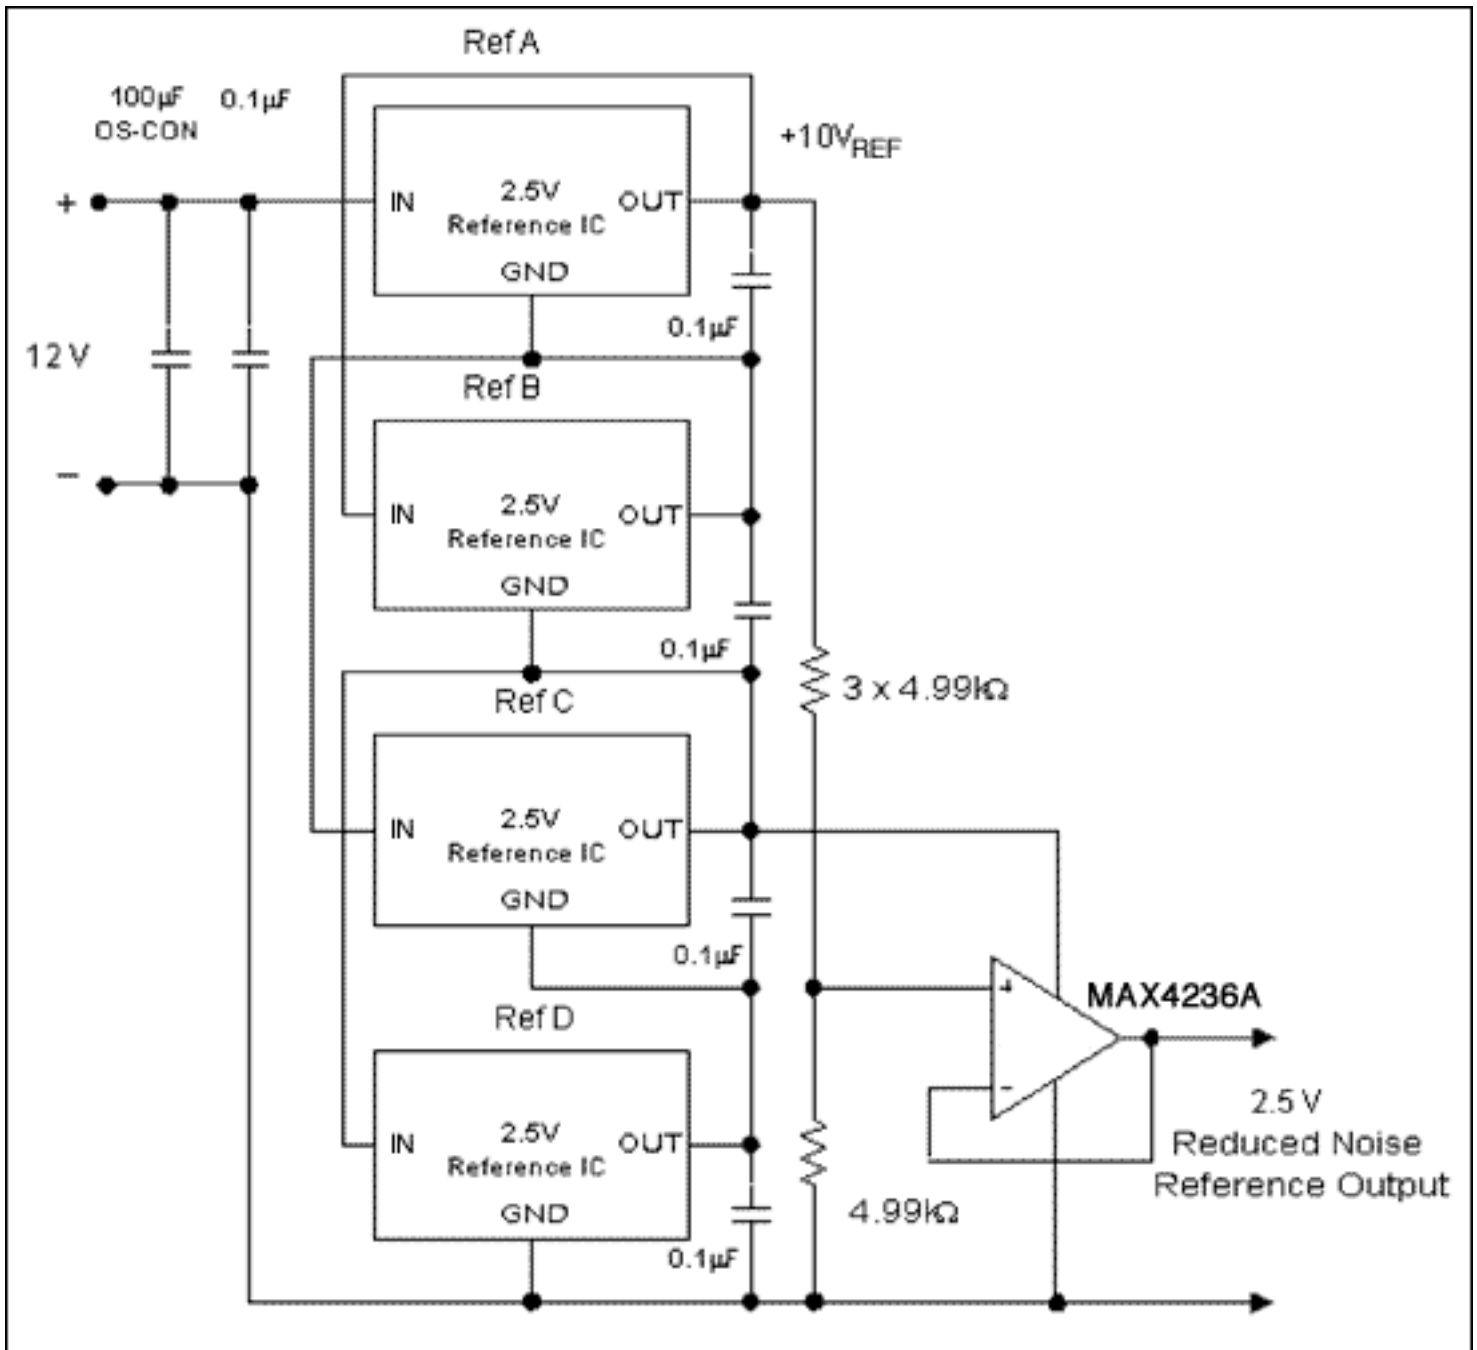 Ref A
100µF 0.1µF
OS-CON
+10VREF
+
IN
2.5V
OUT
Reference IC
GND
0.1µF
12 V
Ref B
−
IN
2.5V
OUT
Reference IC
GND
0.1µF
3 x 4.99kΩ
Ref C
IN
2.5V
OUT
Reference IC
GND
0.1µF
+
MAX4236A
Ref D
−
2.5 V
Reduced Noise
Reference Output
IN
2.5V
OUT
Reference IC
GND
4.99kΩ
0.1µF